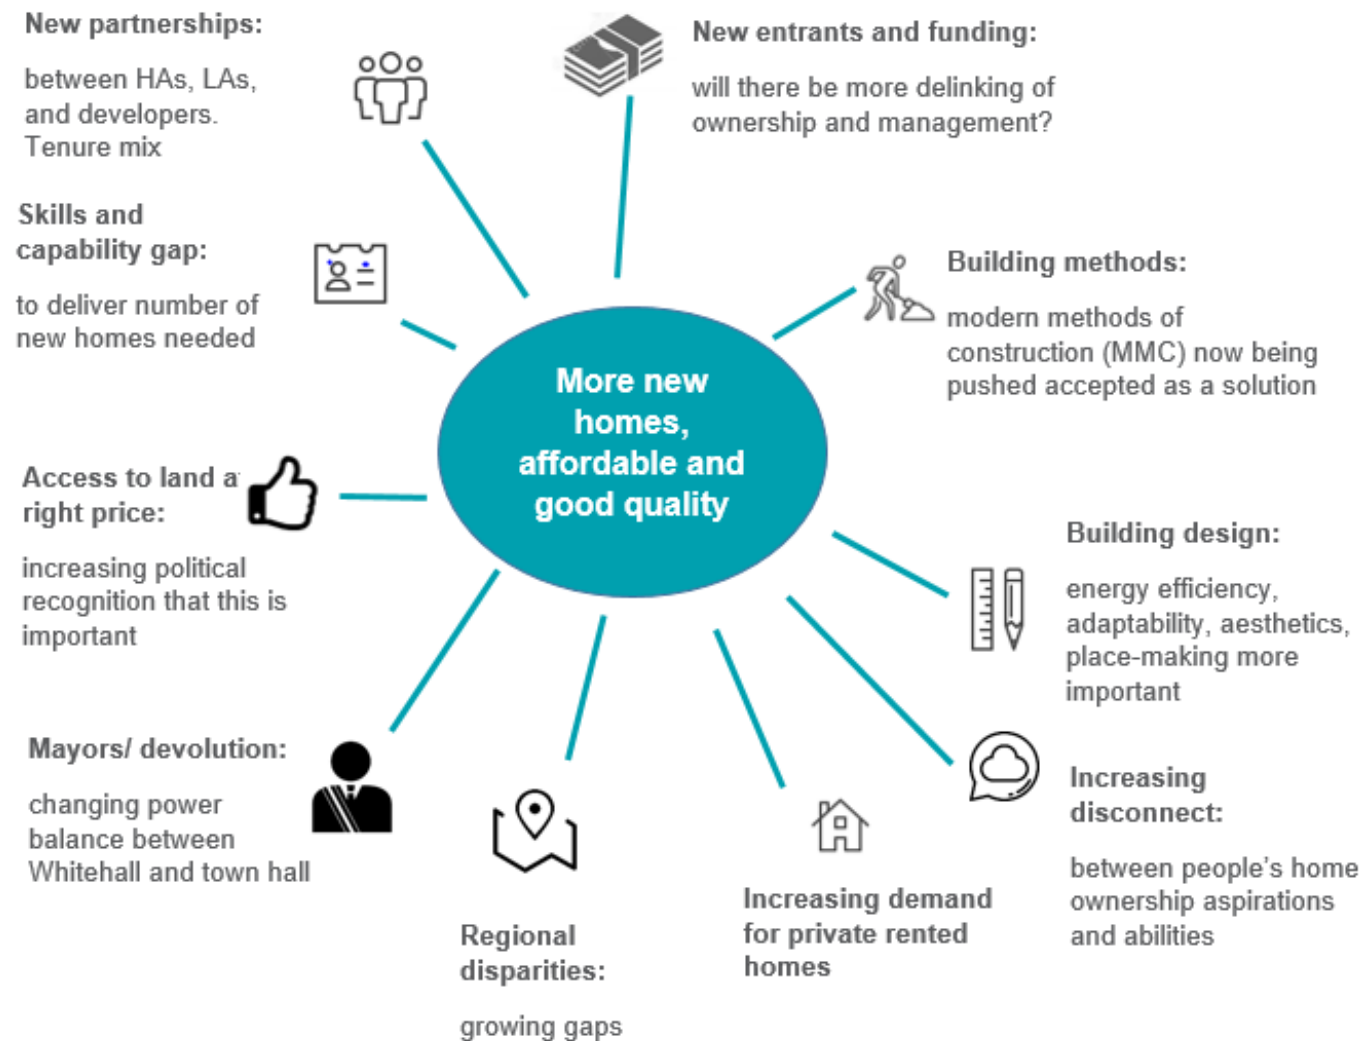 New partnerships:
between HAs, LAs,
and developers.
Tenure mix
New entrants and funding:
will there be more delinking of
ownership and management?
Skills and
capability gap:
to deliver number of
new homes needed
Building methods:
modern methods of
construction (MMC) now being
pushed accepted as a solution
More new
homes,
affordable and
good quality
Access to land a
right price:
increasing political
recognition that this is
important
Building design:
energy efficiency,
adaptability, aesthetics,
place-making more
important
Mayors/ devolution:
changing power
balance between
Whitehall and town hall
Regional
disparities:
growing gaps
Increasing demand
for private rented
homes
Increasing
disconnect:
between people’s home
ownership aspirations
and abilities